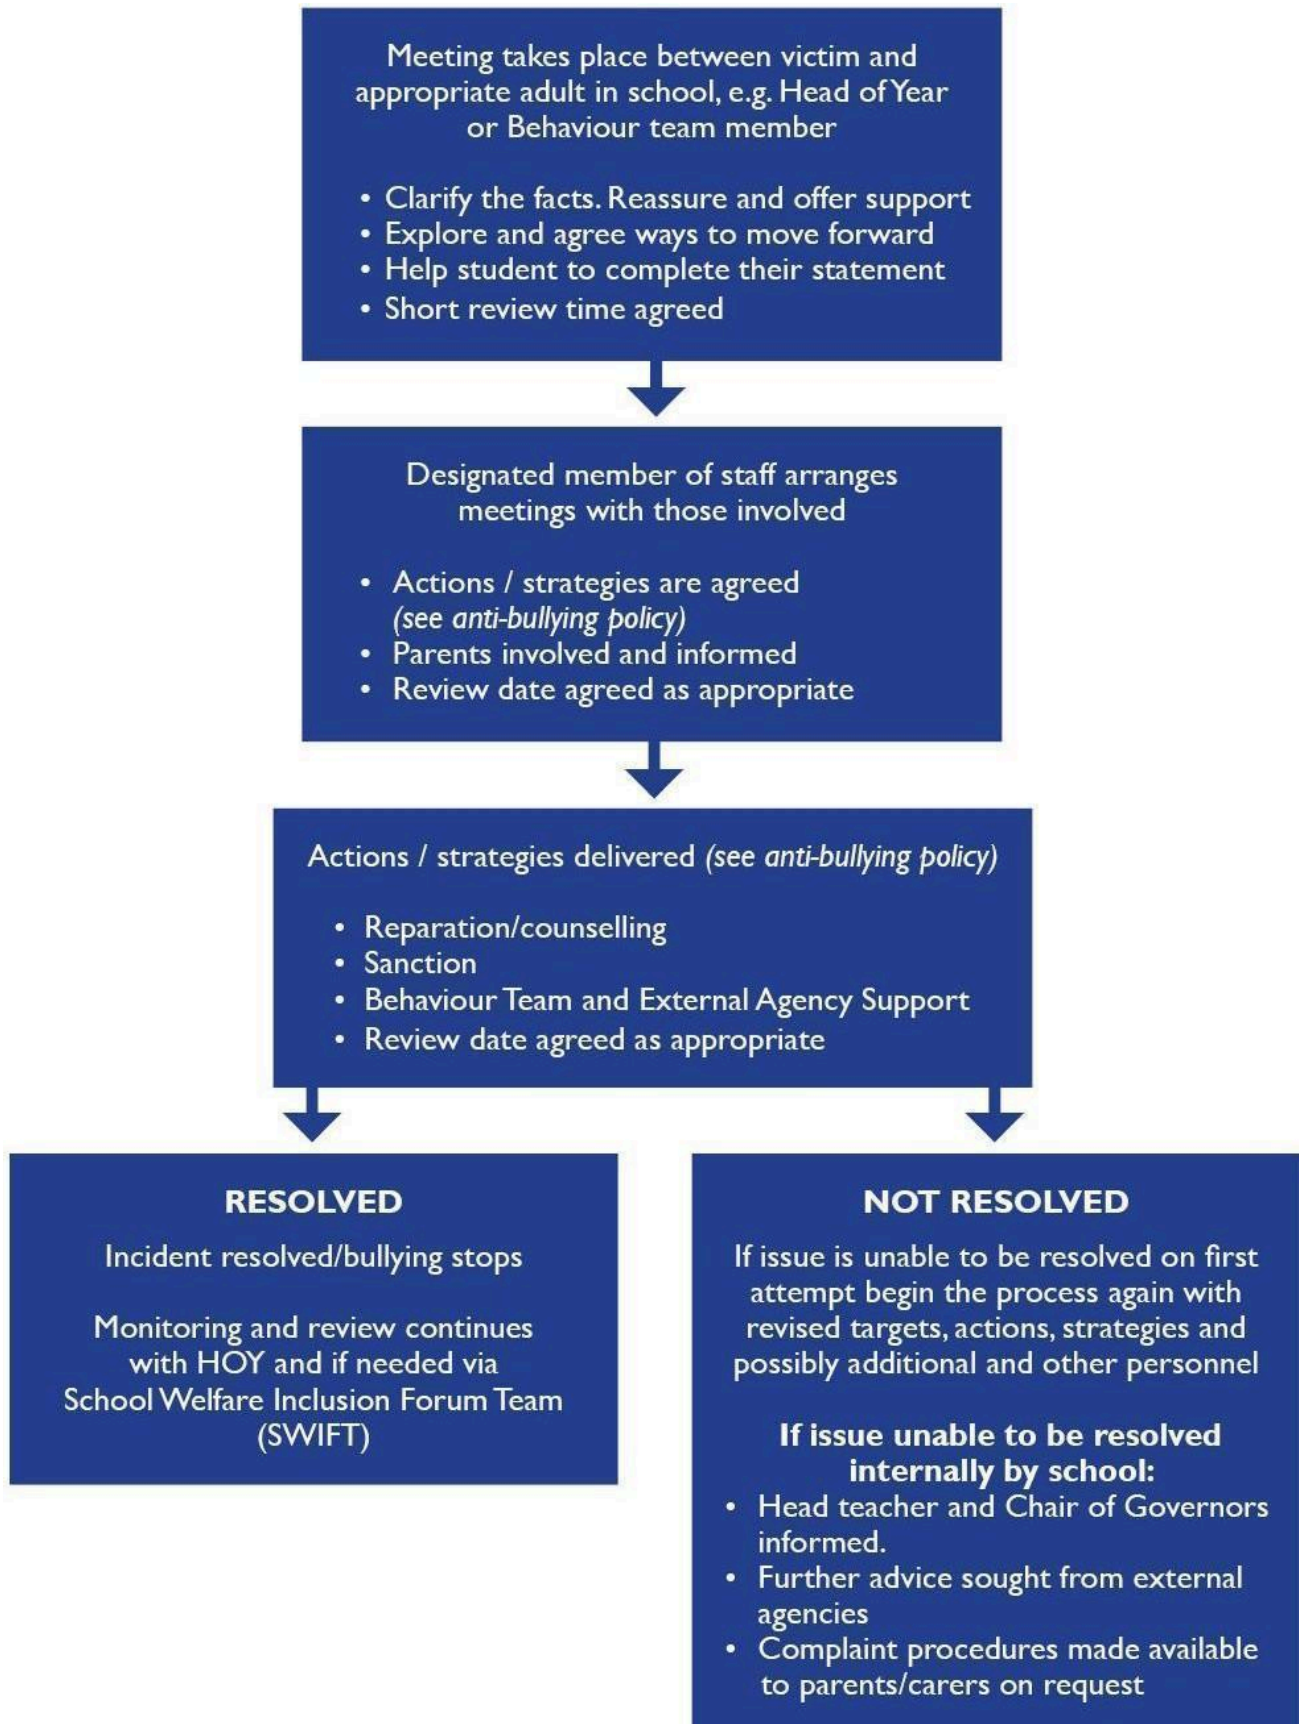 Meeting takes place between victim and
appropriate adult in school, e.g. Head of Year
or Behaviour team member
• Clarify the facts. Reassure and offer support
• Explore and agree ways to move forward
• Help student to complete their statement
• Short review time agreed
Designated member of staff arranges
meetings with those involved
• Actions / strategies are agreed
(see anti-bullying policy)
• Parents involved and informed
• Review date agreed as appropriate
Actions / strategies delivered (see anti-bullying policy)
• Reparation/counselling
• Sanction
• Behaviour Team and External Agency Support
• Review date agreed as appropriate
RESOLVED
Incident resolved/bullying stops
Monitoring and review continues
with HOY and if needed via
School Welfare Inclusion Forum Team
(SWIFT)
NOT RESOLVED
If issue is unable to be resolved on first
attempt begin the process again with
revised targets, actions, strategies and
possibly additional and other personnel
If issue unable to be resolved
internally by school:
• Head teacher and Chair of Governors
informed.
• Further advice sought from external
agencies
• Complaint procedures made available
to parents/carers on request